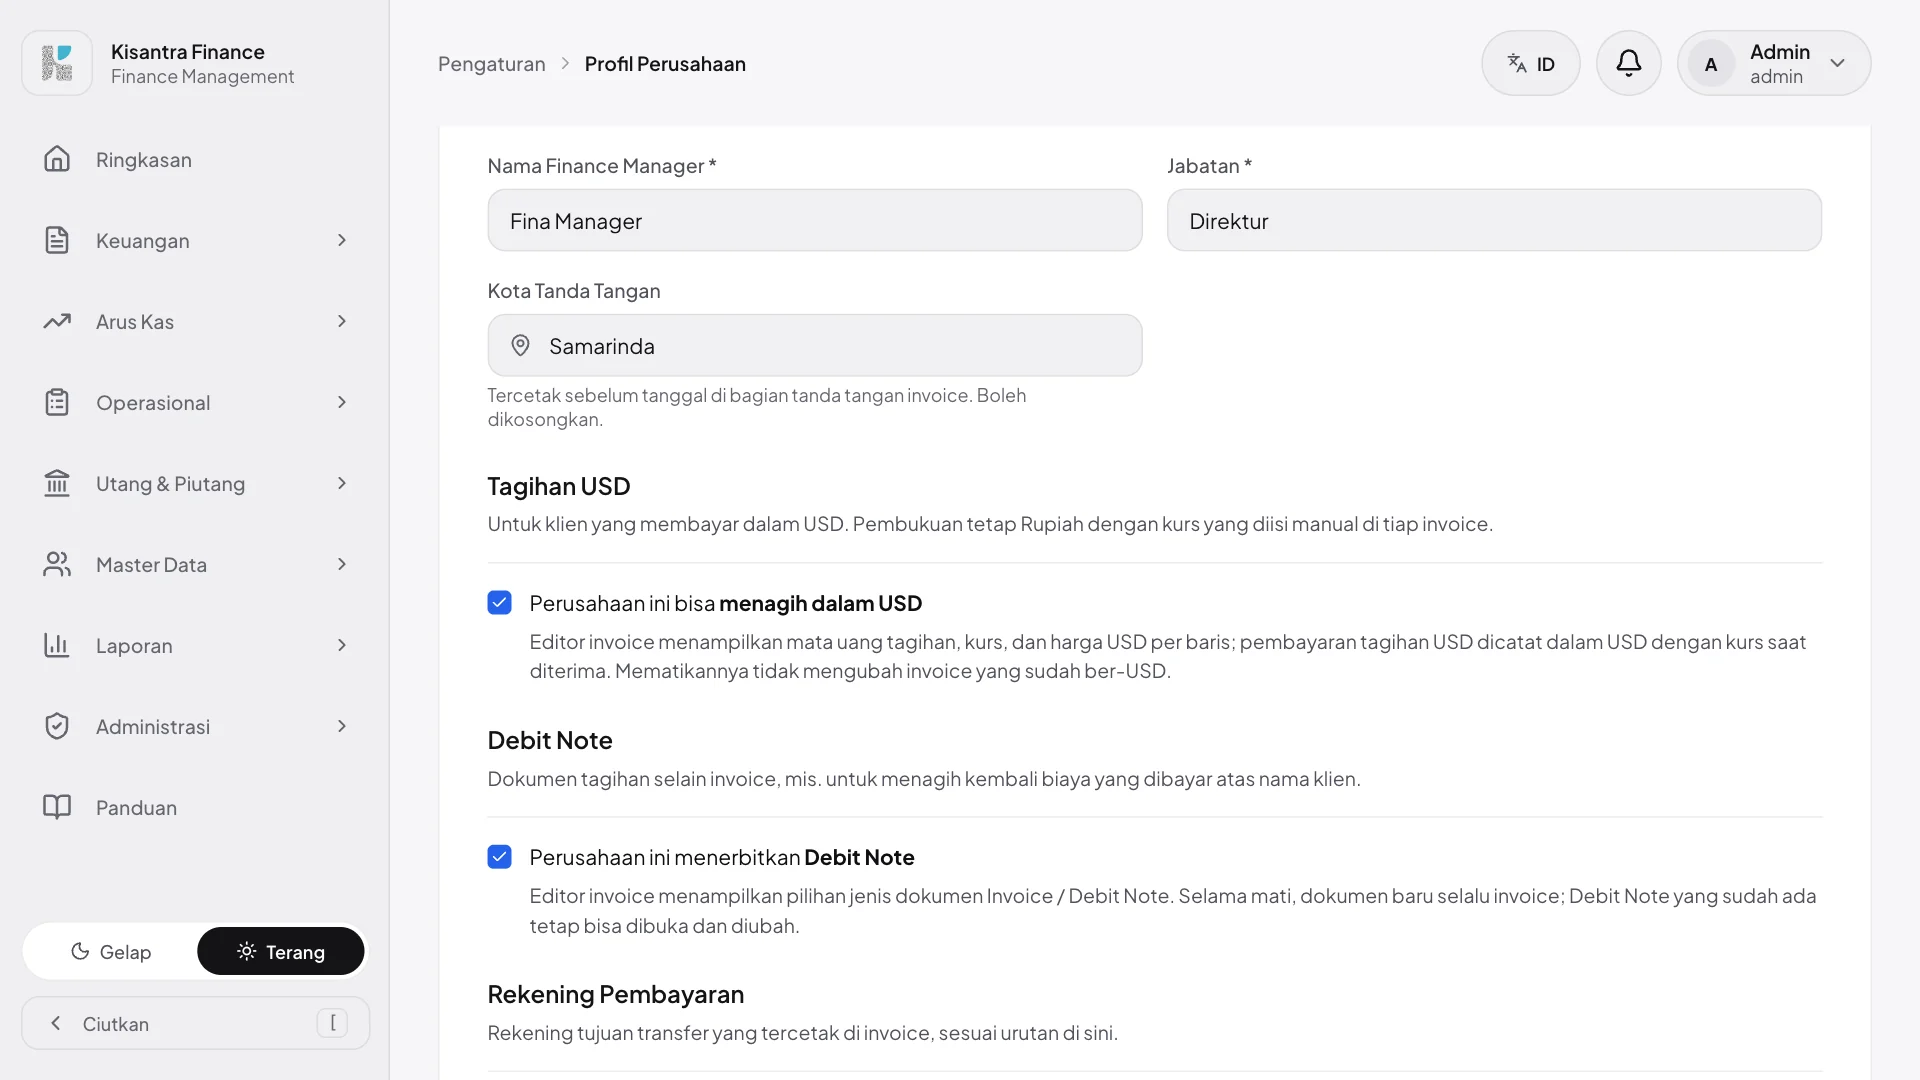 Kisantra Finance
Finance Management
Ringkasan
Keuangan
Arus Kas
Operasional
Utang & Piutang
Master Data
Laporan
Administrasi
Panduan
Gelap
Terang
Ciutkan
[
Pengaturan > Profil Perusahaan
ID
A
Admin
admin
Nama Finance Manager *
Fina Manager
Jabatan *
Direktur
Kota Tanda Tangan
Samarinda
Tercetak sebelum tanggal di bagian tanda tangan invoice. Boleh
dikosongkan.
Tagihan USD
Untuk klien yang membayar dalam USD. Pembukuan tetap Rupiah dengan kurs yang diisi manual di tiap invoice.
Perusahaan ini bisa menagih dalam USD
Editor invoice menampilkan mata uang tagihan, kurs, dan harga USD per baris; pembayaran tagihan USD dicatat dalam USD dengan kurs saat
diterima. Mematikannya tidak mengubah invoice yang sudah ber-USD.
Debit Note
Dokumen tagihan selain invoice, mis. untuk menagih kembali biaya yang dibayar atas nama klien.
Perusahaan ini menerbitkan Debit Note
Editor invoice menampilkan pilihan jenis dokumen Invoice / Debit Note. Selama mati, dokumen baru selalu invoice; Debit Note yang sudah ada
tetap bisa dibuka dan diubah.
Rekening Pembayaran
Rekening tujuan transfer yang tercetak di invoice, sesuai urutan di sini.